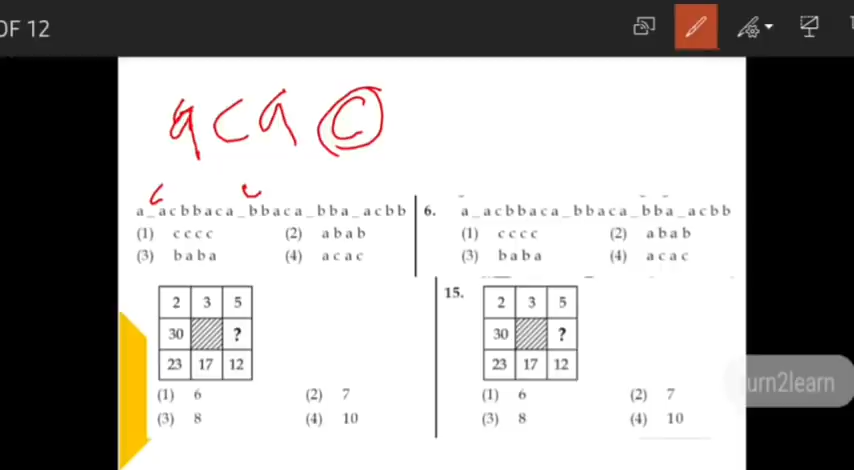 OF 12
a c a c
c c
a_acbbaca_bbaca_bba_acbb
(1) cccc (2) abab
(3) baba (4) acac
6. a_acbbaca_bbaca_bba_acbb
(1) cccc (2) abab
(3) baba (4) acac
2 3 5
30 ?
23 17 12
(1) 6 (2) 7
(3) 8 (4) 10
15.
2 3 5
30 ?
23 17 12
(1) 6 (2) 7
(3) 8 (4) 10
urn2learn